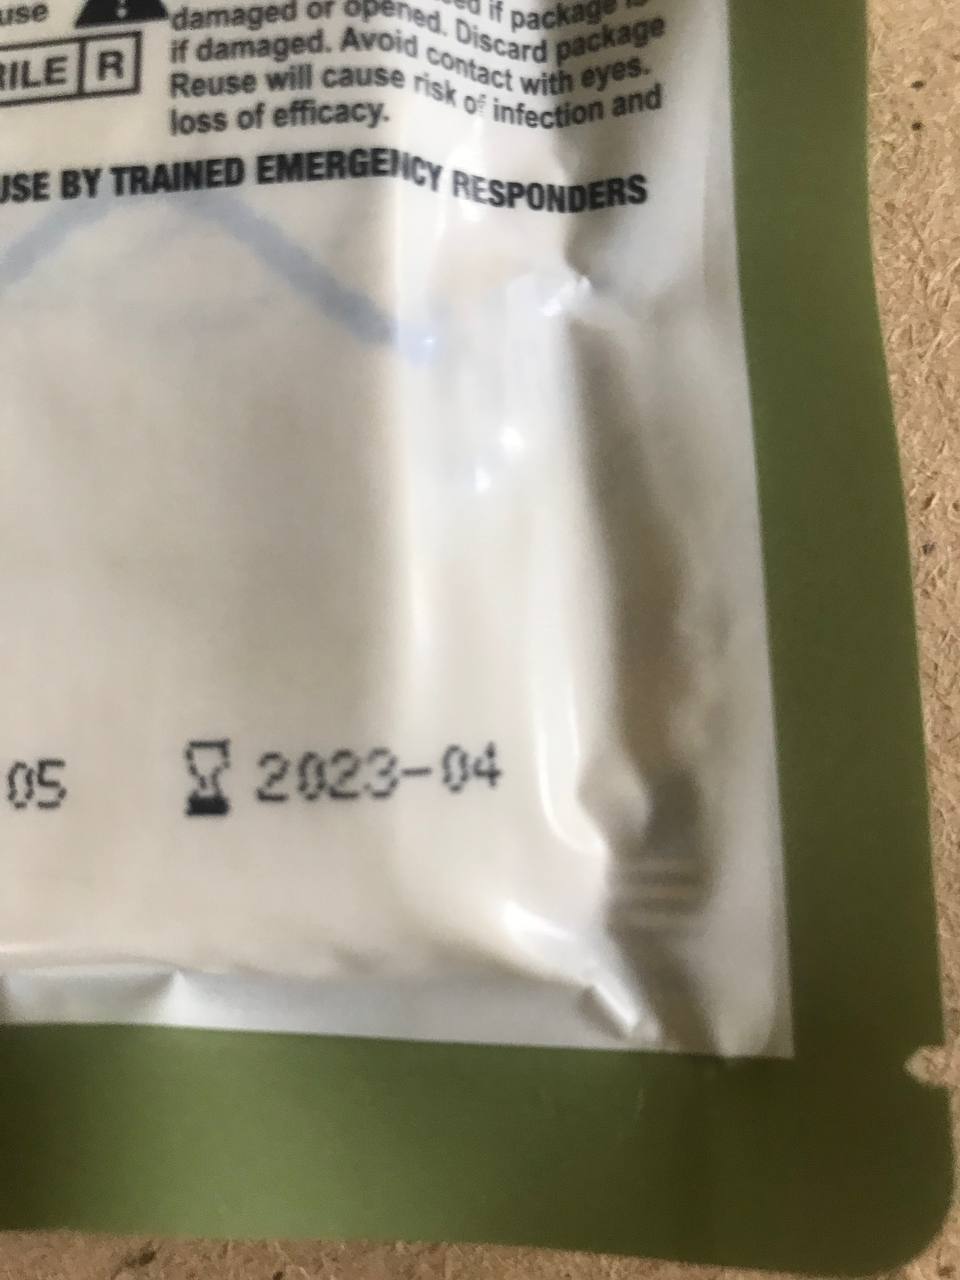 use
damaged or opened. Discard package
if damaged. Avoid contact with eyes.
RILE R
Reuse will cause risk of infection and
loss of efficacy.
USE BY TRAINED EMERGENCY RESPONDERS
05 2023-04